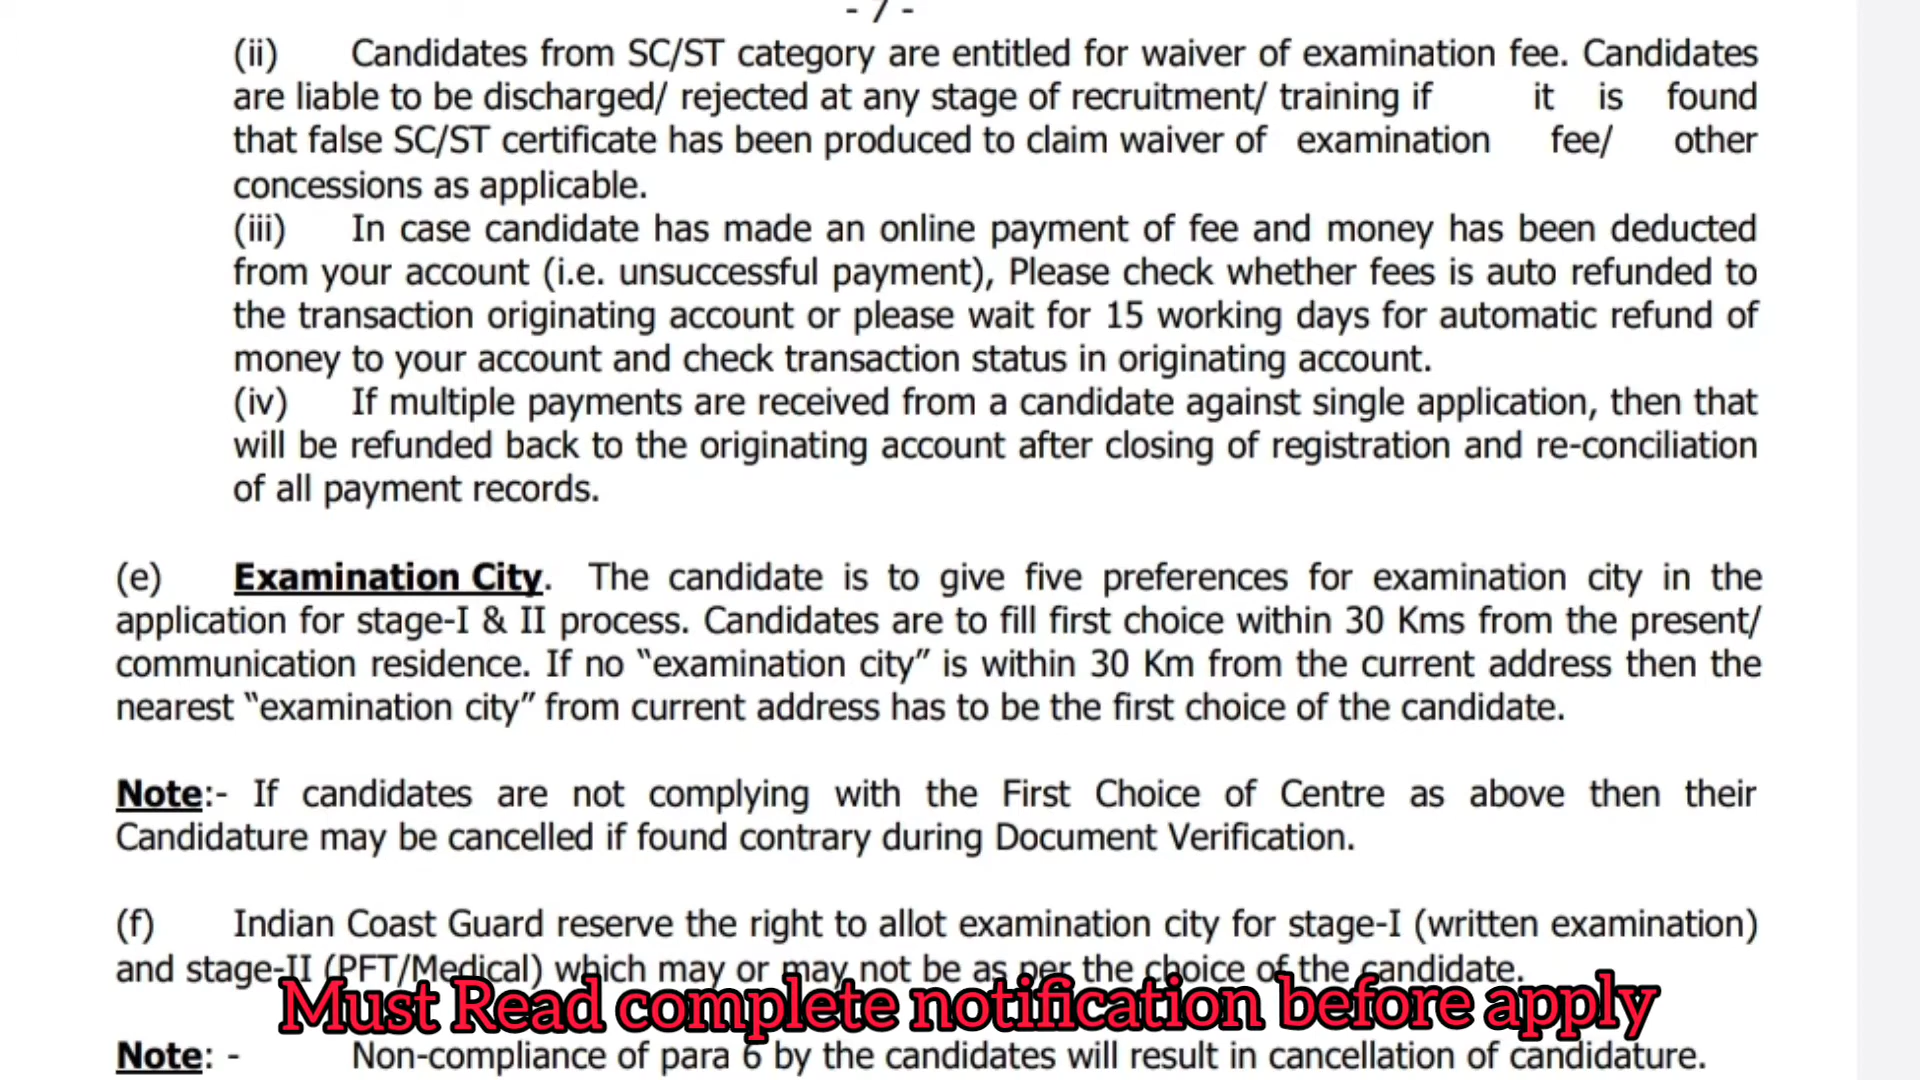 - 7 -
(ii) Candidates from SC/ST category are entitled for waiver of examination fee. Candidates
are liable to be discharged/ rejected at any stage of recruitment/ training if it is found
that false SC/ST certificate has been produced to claim waiver of examination fee/ other
concessions as applicable.
(iii) In case candidate has made an online payment of fee and money has been deducted
from your account (i.e. unsuccessful payment), Please check whether fees is auto refunded to
the transaction originating account or please wait for 15 working days for automatic refund of
money to your account and check transaction status in originating account.
(iv) If multiple payments are received from a candidate against single application, then that
will be refunded back to the originating account after closing of registration and re-conciliation
of all payment records.
(e) Examination City. The candidate is to give five preferences for examination city in the
application for stage-I & II process. Candidates are to fill first choice within 30 Kms from the present/
communication residence. If no “examination city” is within 30 Km from the current address then the
nearest “examination city” from current address has to be the first choice of the candidate.
Note:- If candidates are not complying with the First Choice of Centre as above then their
Candidature may be cancelled if found contrary during Document Verification.
(f) Indian Coast Guard reserve the right to allot examination city for stage-I (written examination)
and stage-II (PFT/Medical) which may or may not be as per the choice of the candidate.
Must Read complete notification before apply
Note: - Non-compliance of para 6 by the candidates will result in cancellation of candidature.